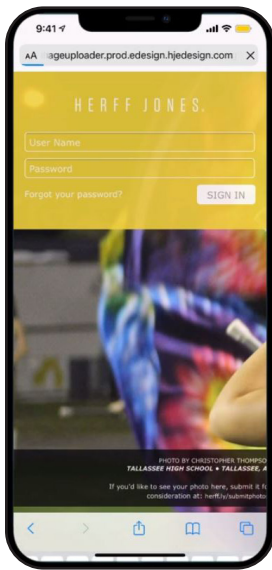 9:41
AA ageuploader.prod.edesign.hjedesign.com
HERFF JONES.
User Name
Password
Forgot your password? SIGN IN
PHOTO BY CHRISTOPHER THOMPSO
TALLASSEE HIGH SCHOOL • TALLASSEE, A
If you'd like to see your photo here, submit it fo
consideration at: herff.ly/submitphoto